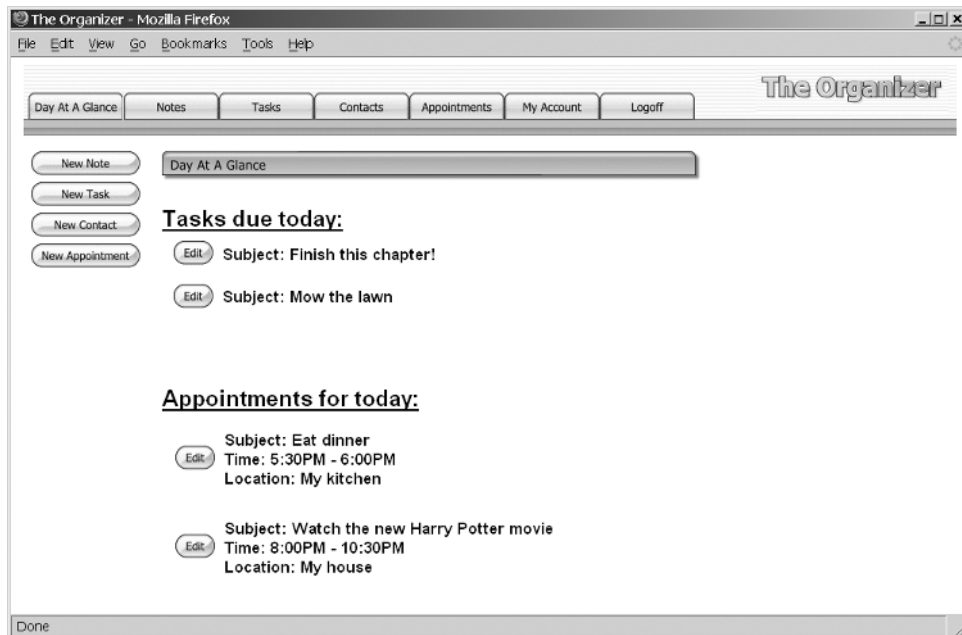 The Organizer - Mozilla Firefox
File Edit View Go Bookmarks Tools Help
The Organizer
Day At A Glance Notes Tasks Contacts Appointments My Account Logoff
New Note
New Task
New Contact
New Appointment
Day At A Glance
Tasks due today:
Edit Subject: Finish this chapter!
Edit Subject: Mow the lawn
Appointments for today:
Subject: Eat dinner
Edit Time: 5:30PM - 6:00PM
Location: My kitchen
Subject: Watch the new Harry Potter movie
Edit Time: 8:00PM - 10:30PM
Location: My house
Done